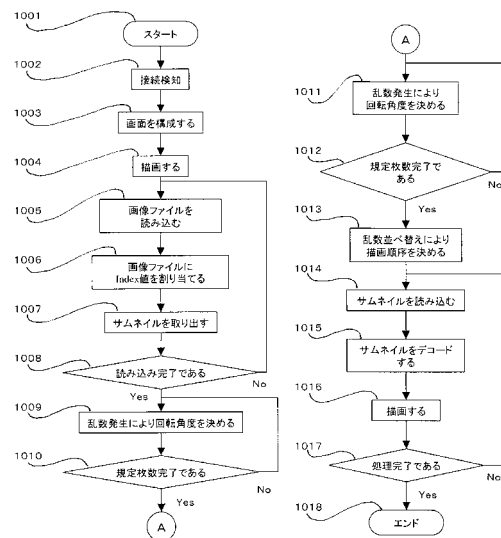 1001
スタート
1002
接続検知
1003
画面を構成する
1004
描画する
1005
画像ファイルを
読み込む
1006
画像ファイルに
Index値を割り当てる
1007
サムネイルを取り出す
1008
読み込み完了である
No
Yes
1009
乱数発生により回転角度を決める
1010
規定枚数完了である
No
Yes
A
A
1011
乱数発生により
回転角度を決める
1012
規定枚数完了で
ある
No
Yes
1013
乱数並べ替えにより
描画順序を決める
1014
サムネイルを読み込む
1015
サムネイルをデコード
する
1016
描画する
1017
処理完了である
No
Yes
1018
エンド